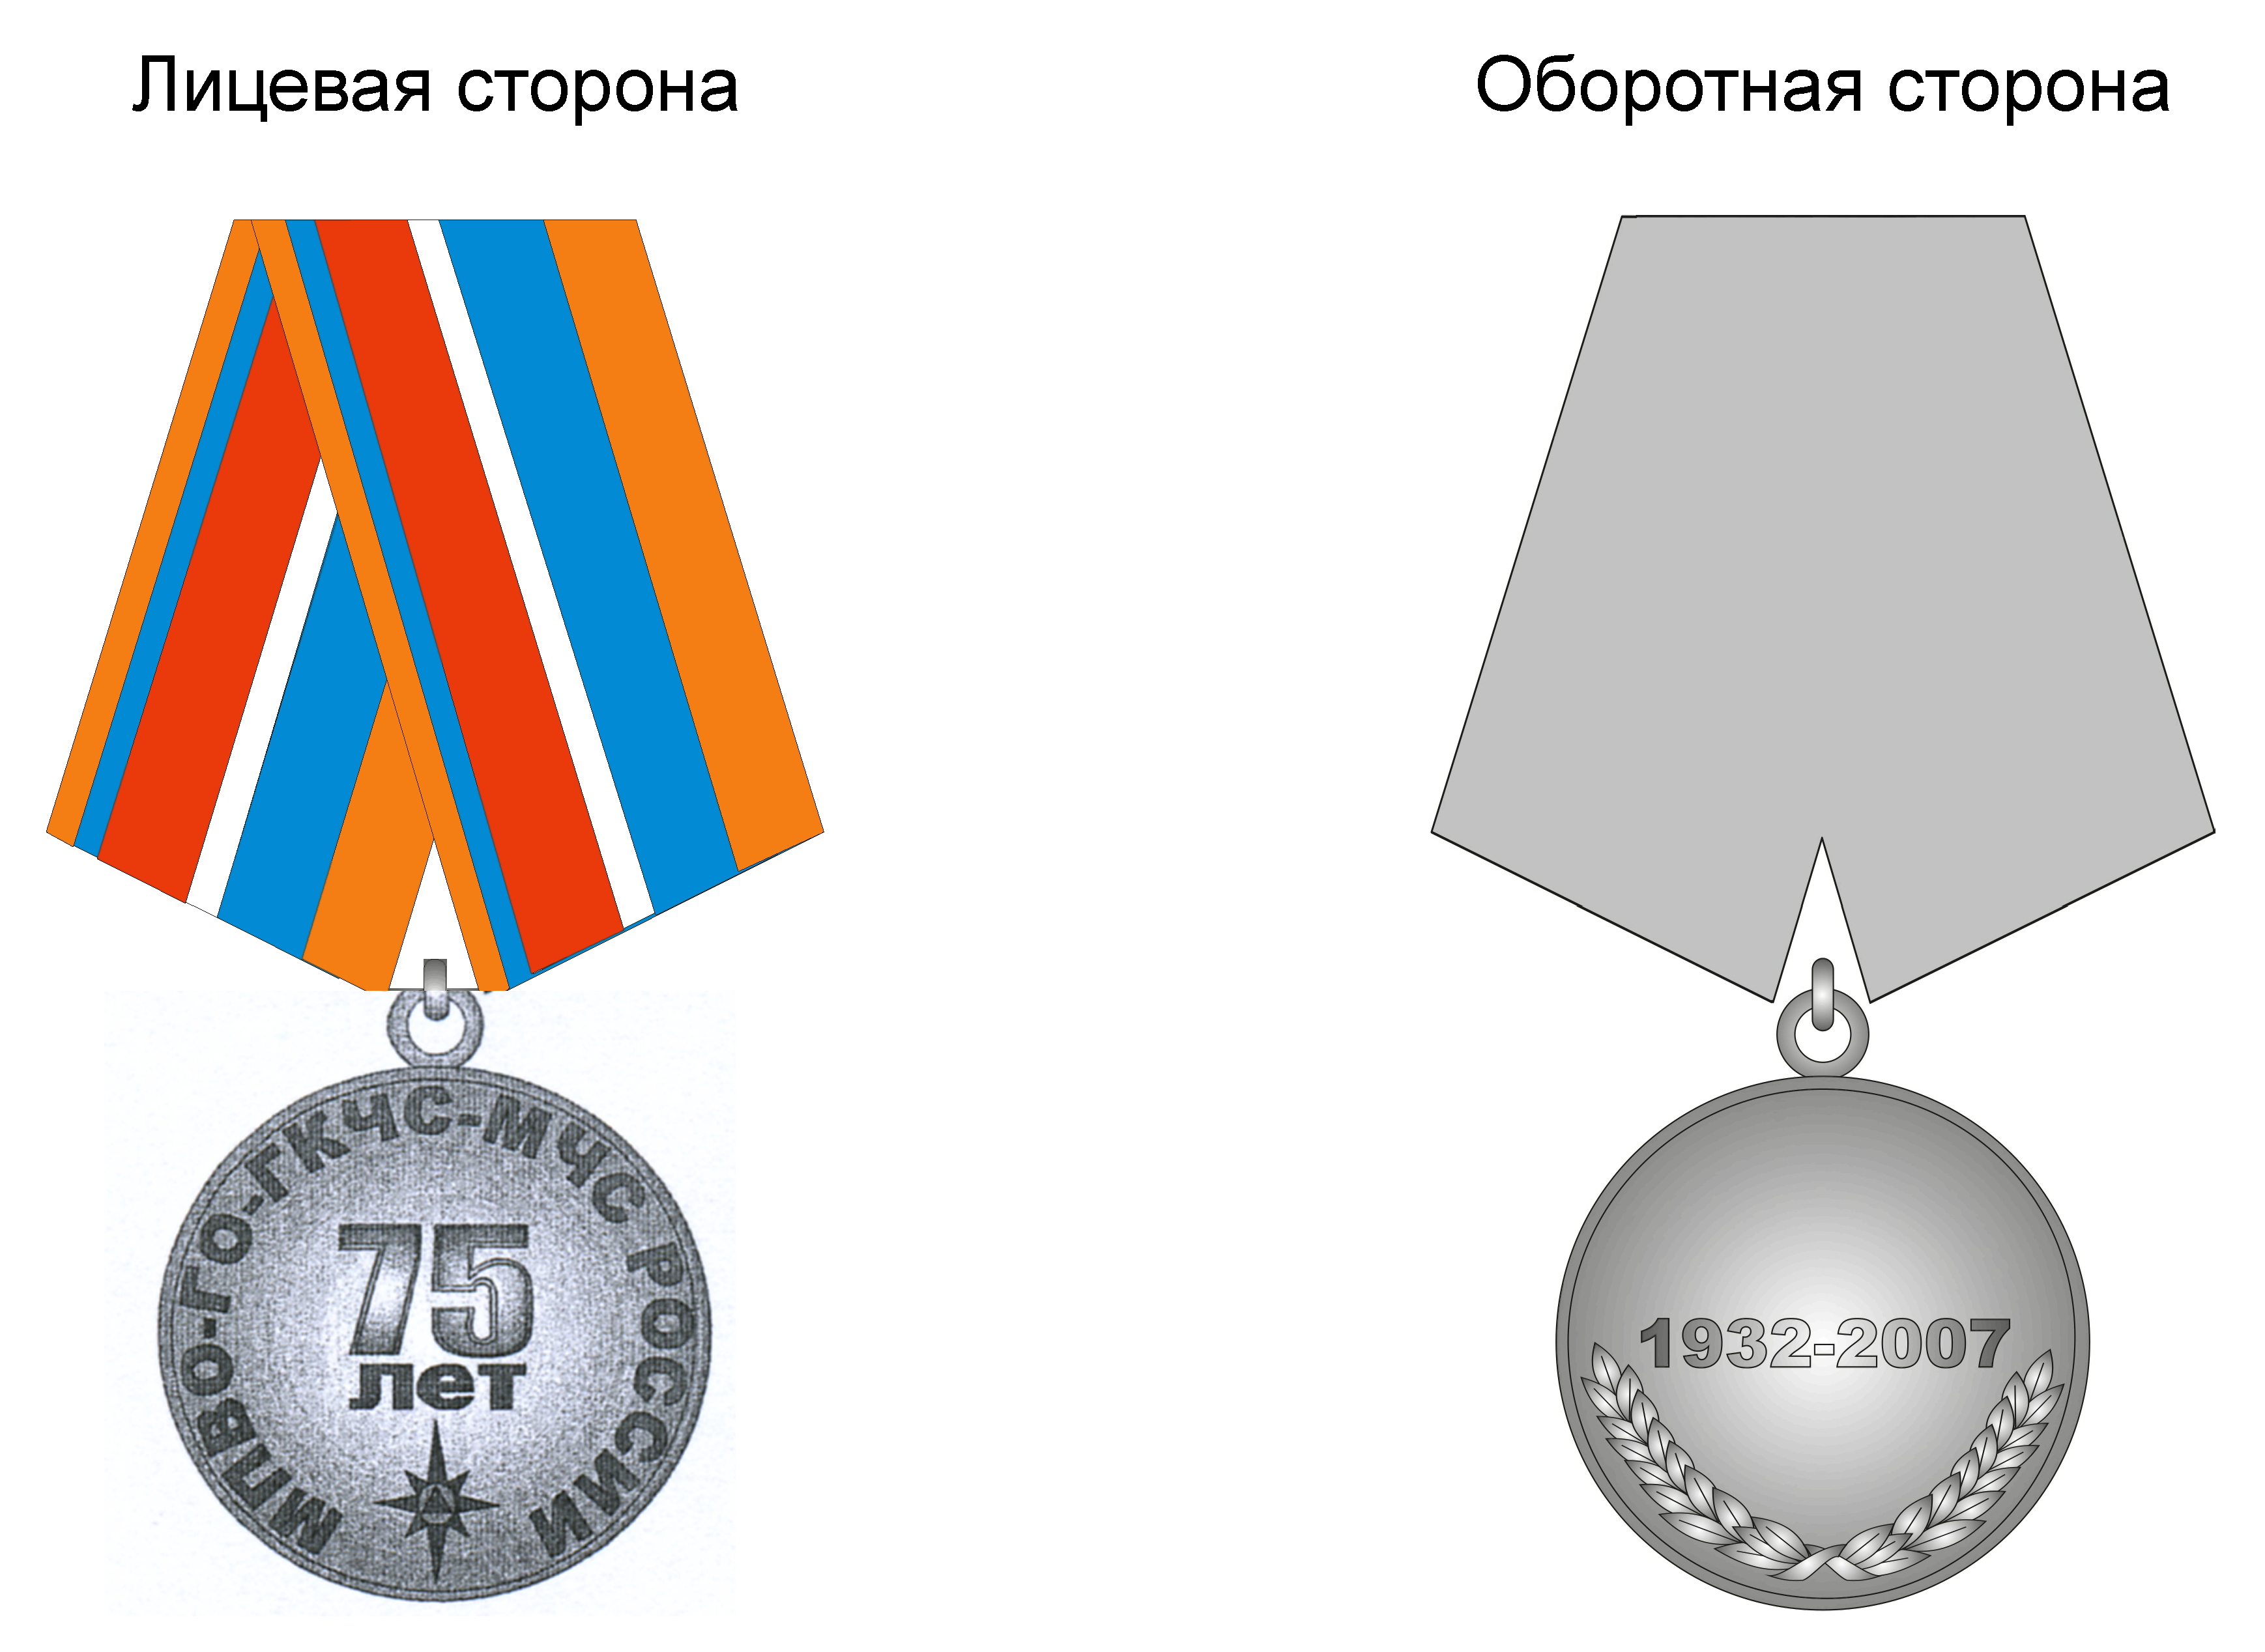 Лицевая сторона
Оборотная сторона
МПВО-ГО-ГКЧС-МЧС РОССИИ
75
лет
1932-2007